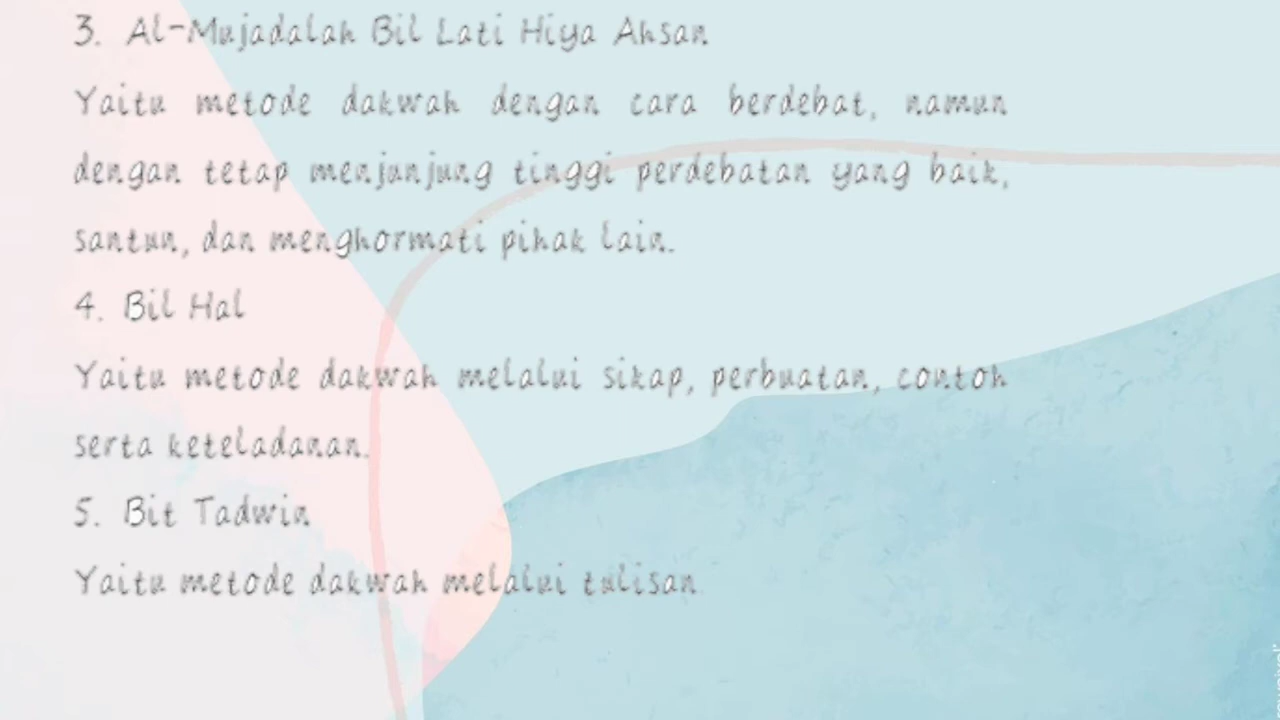 3. Al-Mujadalah Bil Lati Hiya Ahsan
Yaitu metode dakwah dengan cara berdebat, namun
dengan tetap menjunjung tinggi perdebatan yang baik,
santun, dan menghormati pihak lain.
4. Bil Hal
Yaitu metode dakwah melalui sikap, perbuatan, contoh
serta keteladanan.
5. Bit Tadwin
Yaitu metode dakwah melalui tulisan